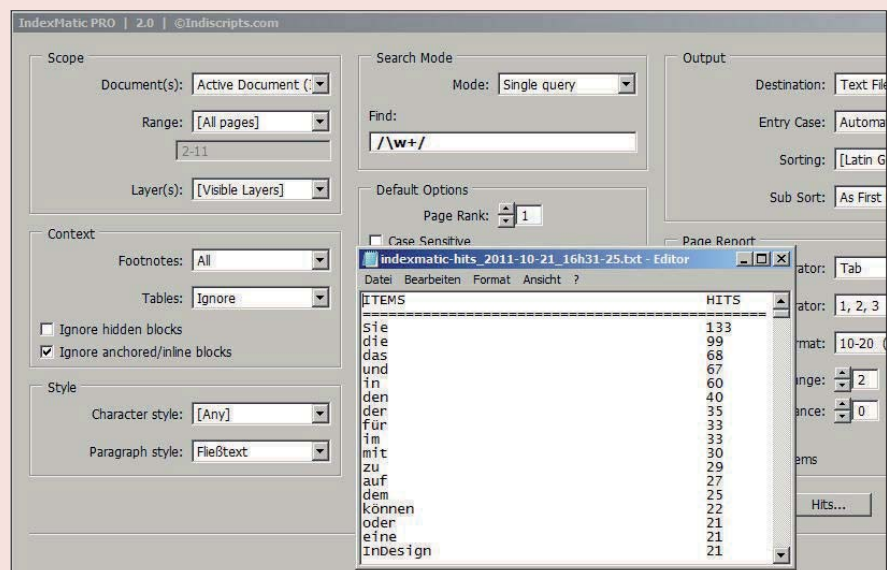 IndexMatic PRO | 2.0 | ©Indiscripts.com
Scope
Document(s): Active Document (
Range: [All pages]
2-11
Layer(s): [Visible Layers]
Context
Footnotes: All
Tables: Ignore
Ignore hidden blocks
Ignore anchored/inline blocks
Style
Character style: [Any]
Paragraph style: Fließtext
Search Mode
Mode: Single query
Find:
/\w+/
Default Options
Page Rank: 1
Case Sensitive
Output
Destination: Text File
Entry Case: Automa
Sorting: [Latin G
Sub Sort: As First
Page Report
ator: Tab
ator: 1, 2, 3
mat: 10-20 (
nge: 2
nce: 0
ems
Hits...
indexmatic-hits_2011-10-21_16h31-25.txt - Editor
Datei Bearbeiten Format Ansicht ?
ITEMS HITS
==================================================
Sie 133
die 99
das 68
und 67
in 60
den 40
der 35
für 33
im 33
mit 30
zu 29
auf 27
dem 25
können 22
oder 21
eine 21
InDesign 21